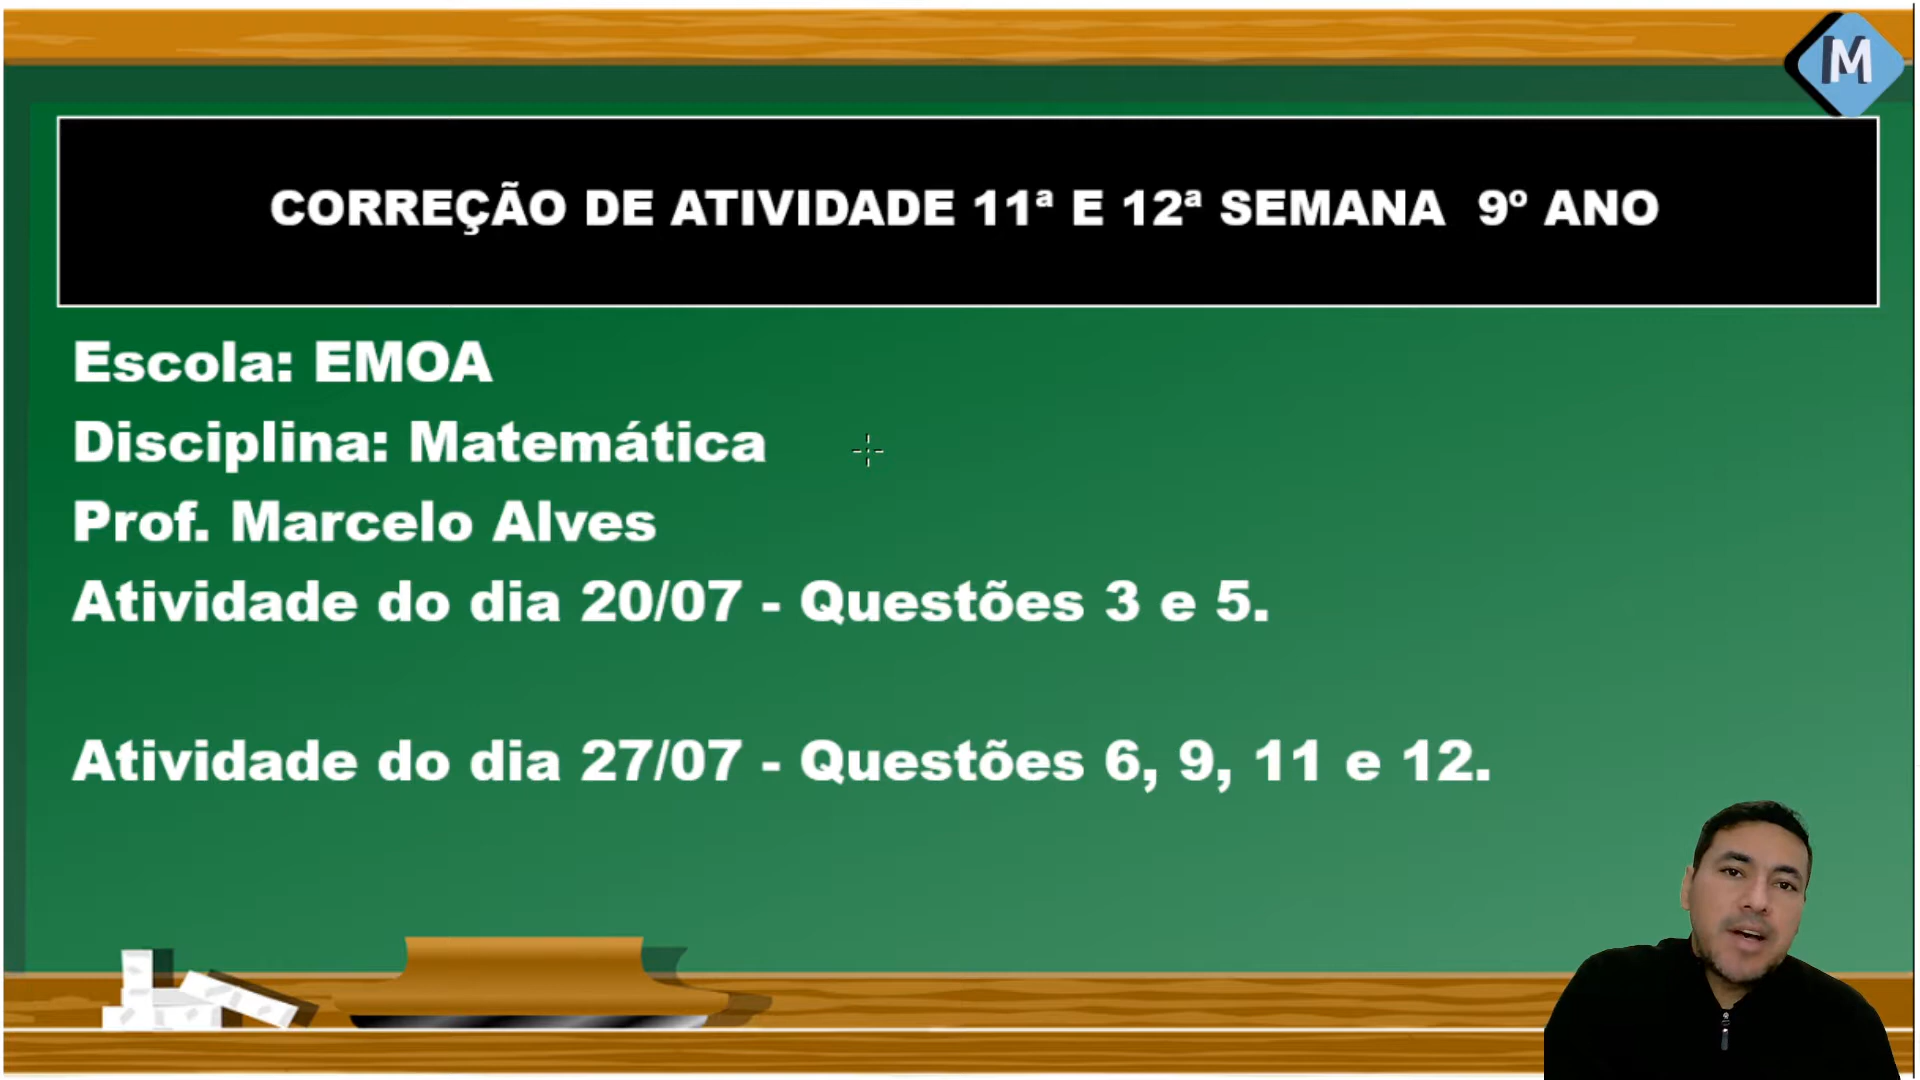 M
CORREÇÃO DE ATIVIDADE 11ª E 12ª SEMANA 9º ANO
Escola: EMOA
Disciplina: Matemática
Prof. Marcelo Alves
Atividade do dia 20/07 - Questões 3 e 5.
Atividade do dia 27/07 - Questões 6, 9, 11 e 12.